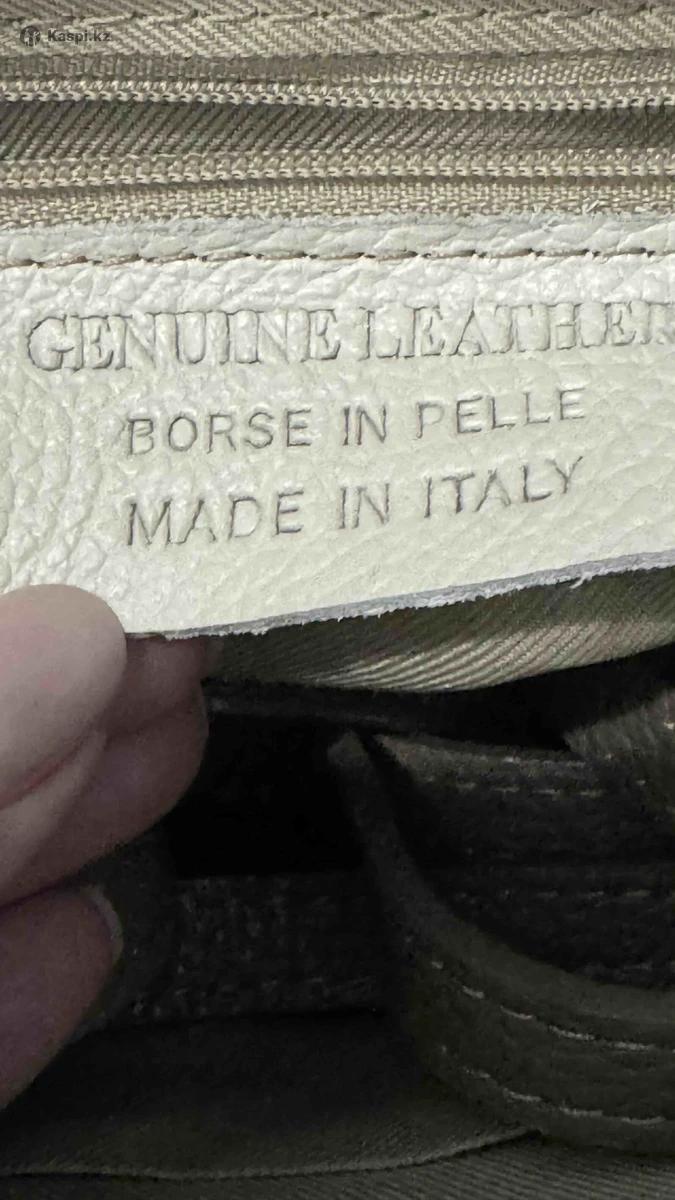 Kaspi.kz
GENUINE LEATHER
BORSE IN PELLE
MADE IN ITALY